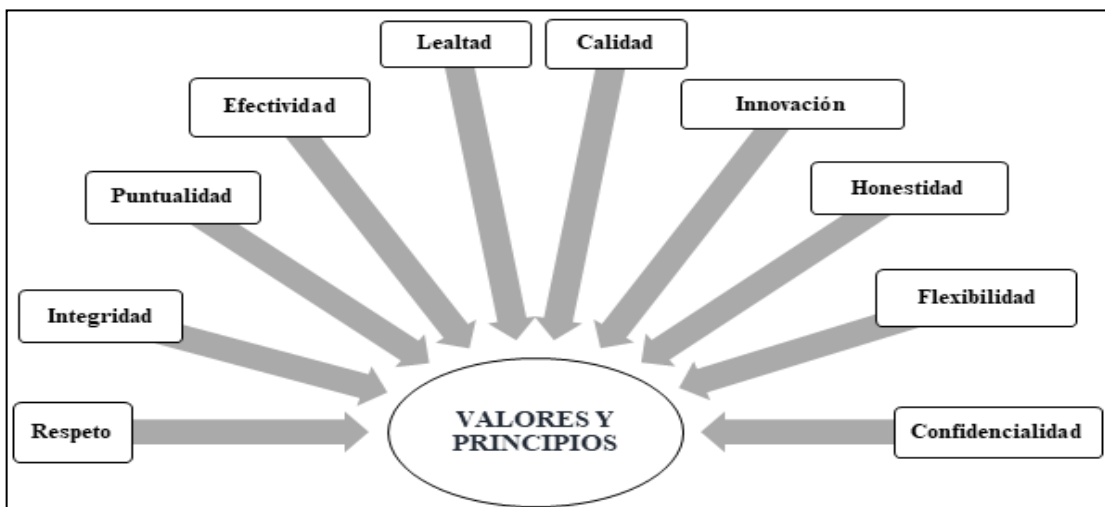 Lealtad
Calidad
Efectividad
Innovación
Puntualidad
Honestidad
Integridad
Flexibilidad
Respeto
VALORES Y
PRINCIPIOS
Confidencialidad